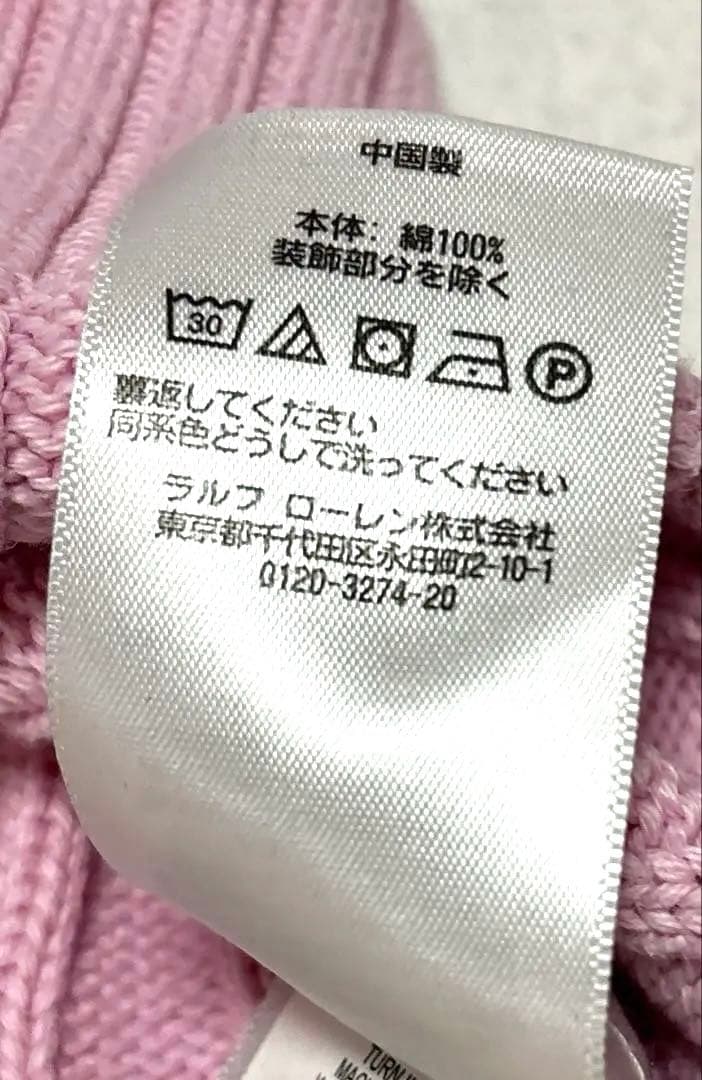 中国製
本体: 綿100%
装飾部分を除く
30
P
裏返してください
同系色どうしで洗ってください
ラルフ ローレン株式会社
東京都千代田区永田町2-10-1
0120-3274-20
TURN